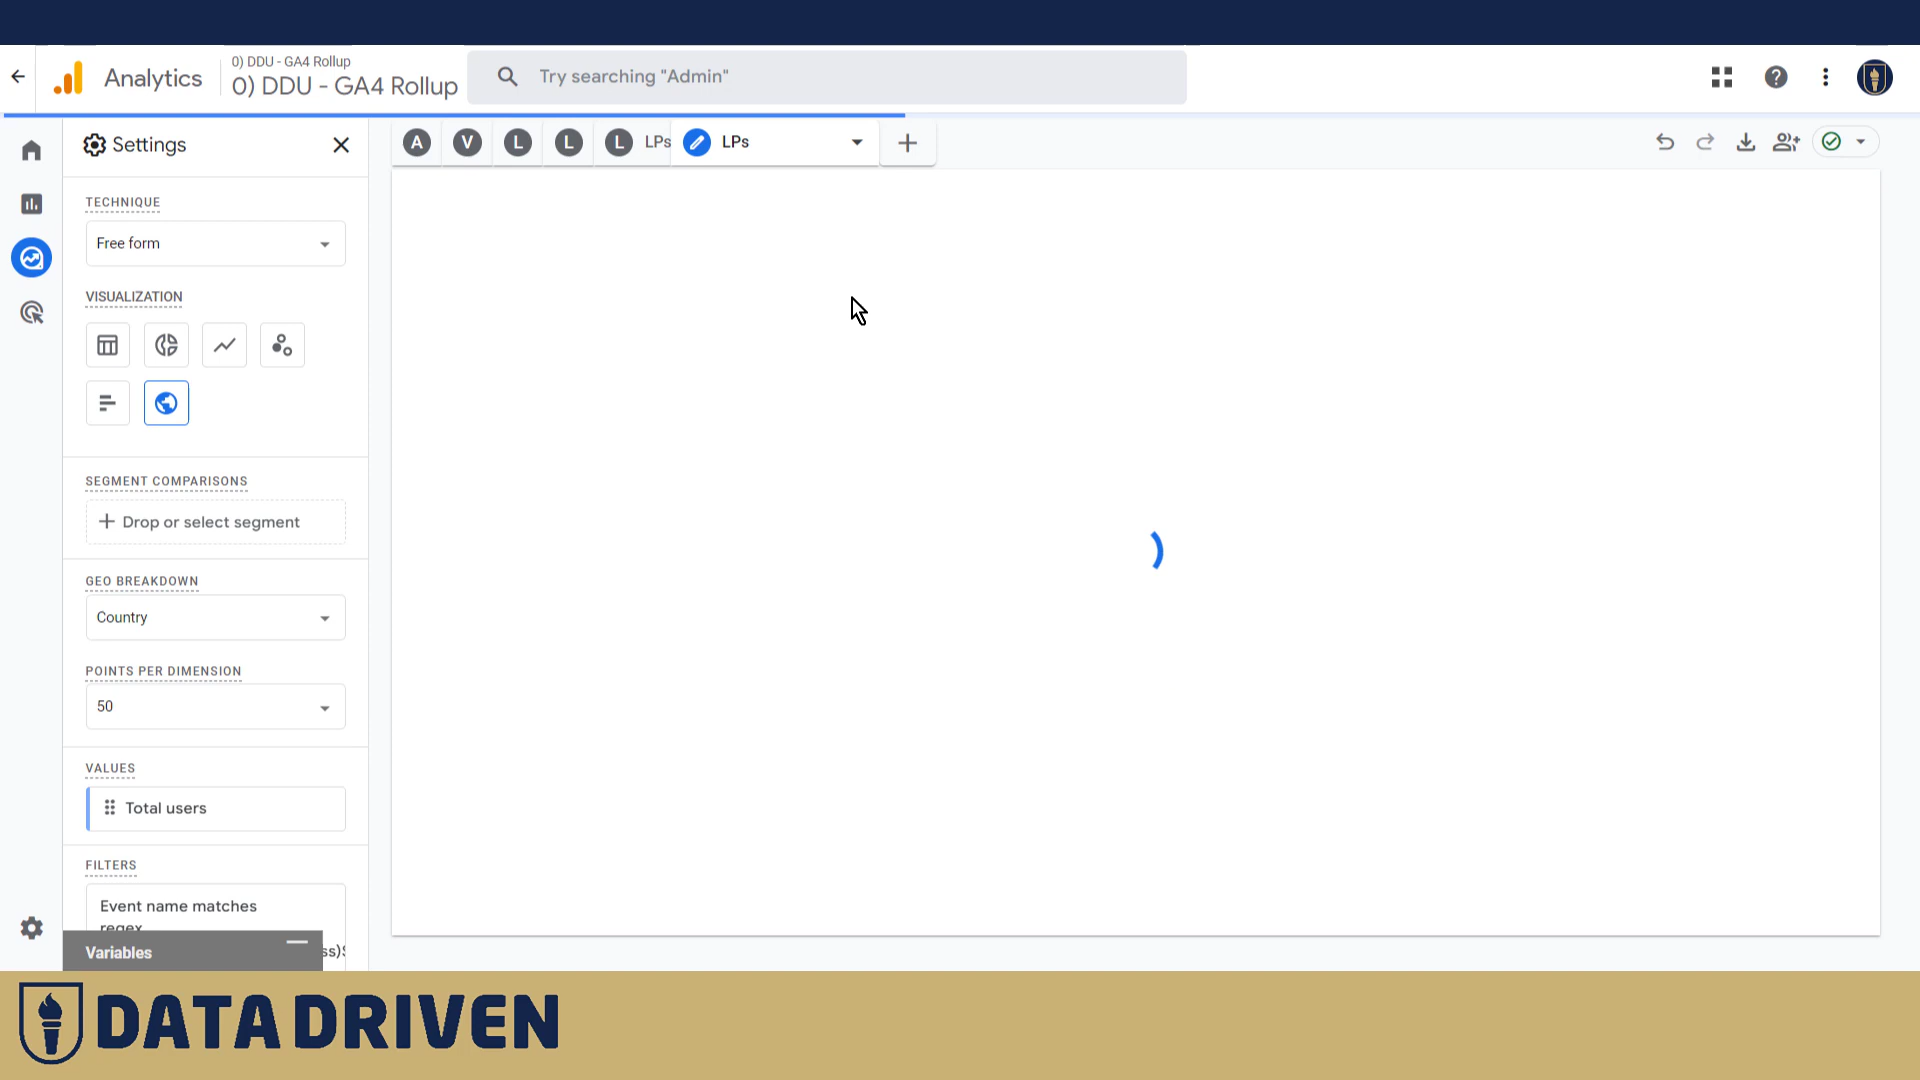 Analytics
0) DDU - GA4 Rollup
0) DDU - GA4 Rollup
Try searching "Admin"
Settings
A
V
L
L
L LPs
LPs
TECHNIQUE
Free form
VISUALIZATION
SEGMENT COMPARISONS
Drop or select segment
GEO BREAKDOWN
Country
POINTS PER DIMENSION
50
VALUES
Total users
FILTERS
Event name matches
regex
ss)$
Variables
DATA DRIVEN